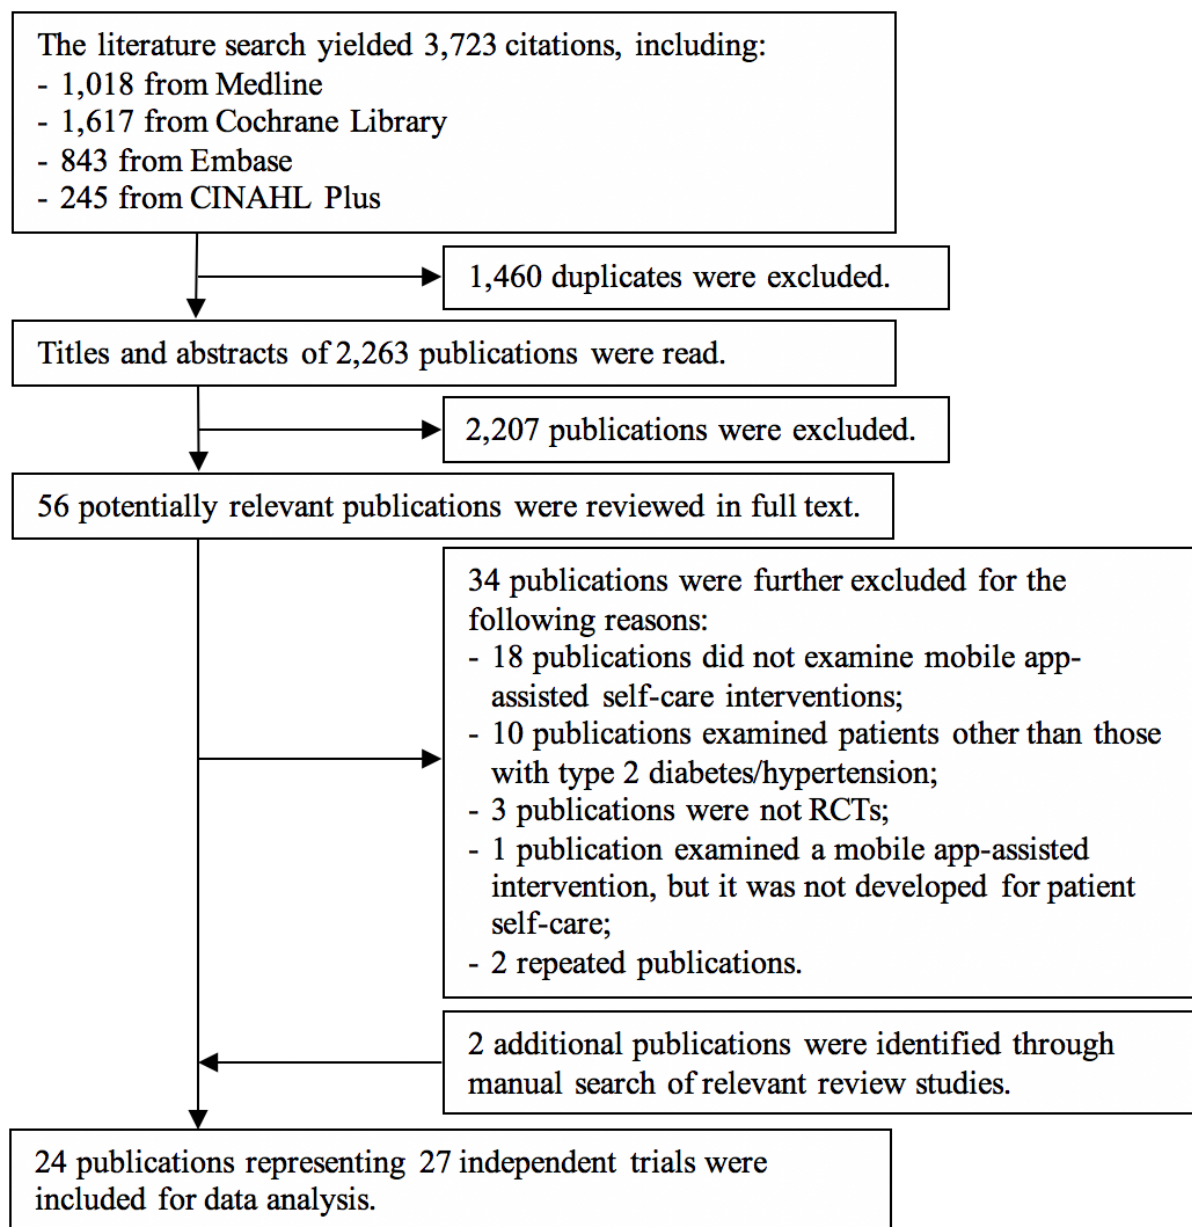 The literature search yielded 3,723 citations, including:
- 1,018 from Medline
- 1,617 from Cochrane Library
- 843 from Embase
- 245 from CINAHL Plus
1,460 duplicates were excluded.
Titles and abstracts of 2,263 publications were read.
2,207 publications were excluded.
56 potentially relevant publications were reviewed in full text.
34 publications were further excluded for the
following reasons:
- 18 publications did not examine mobile app-
assisted self-care interventions;
- 10 publications examined patients other than those
with type 2 diabetes/hypertension;
- 3 publications were not RCTs;
- 1 publication examined a mobile app-assisted
intervention, but it was not developed for patient
self-care;
- 2 repeated publications.
2 additional publications were identified through
manual search of relevant review studies.
24 publications representing 27 independent trials were
included for data analysis.